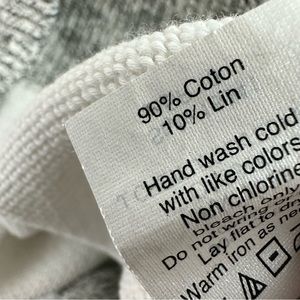 90% Coton
10% Lin
Hand wash cold
with like colors
Non chlorine
bleach only
Do not wring or
Lay flat to dry
Warm iron as